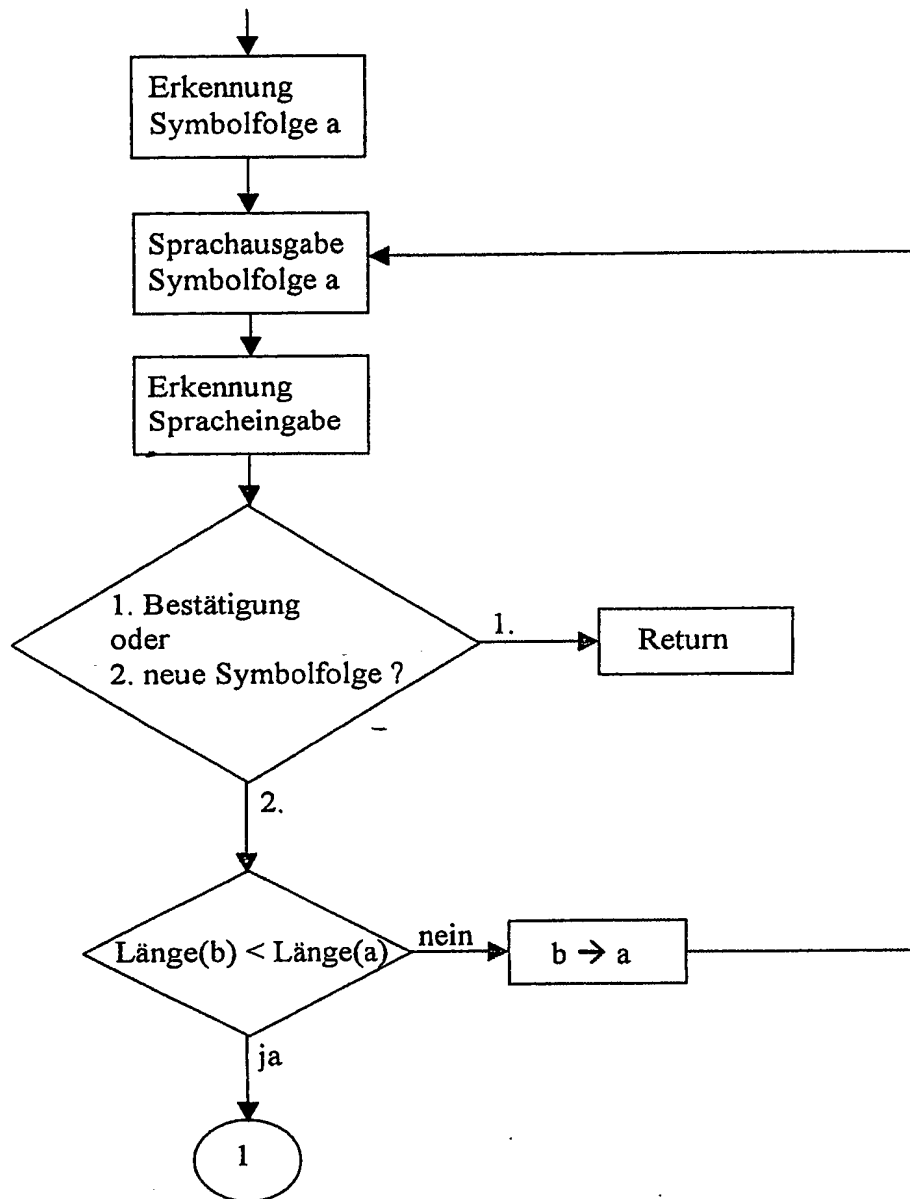 Erkennung
Symbolfolge a
Sprachausgabe
Symbolfolge a
Erkennung
Spracheingabe
1. Bestätigung
oder
2. neue Symbolfolge ?
1.
Return
2.
Länge(b) < Länge(a)
nein
b → a
ja
1